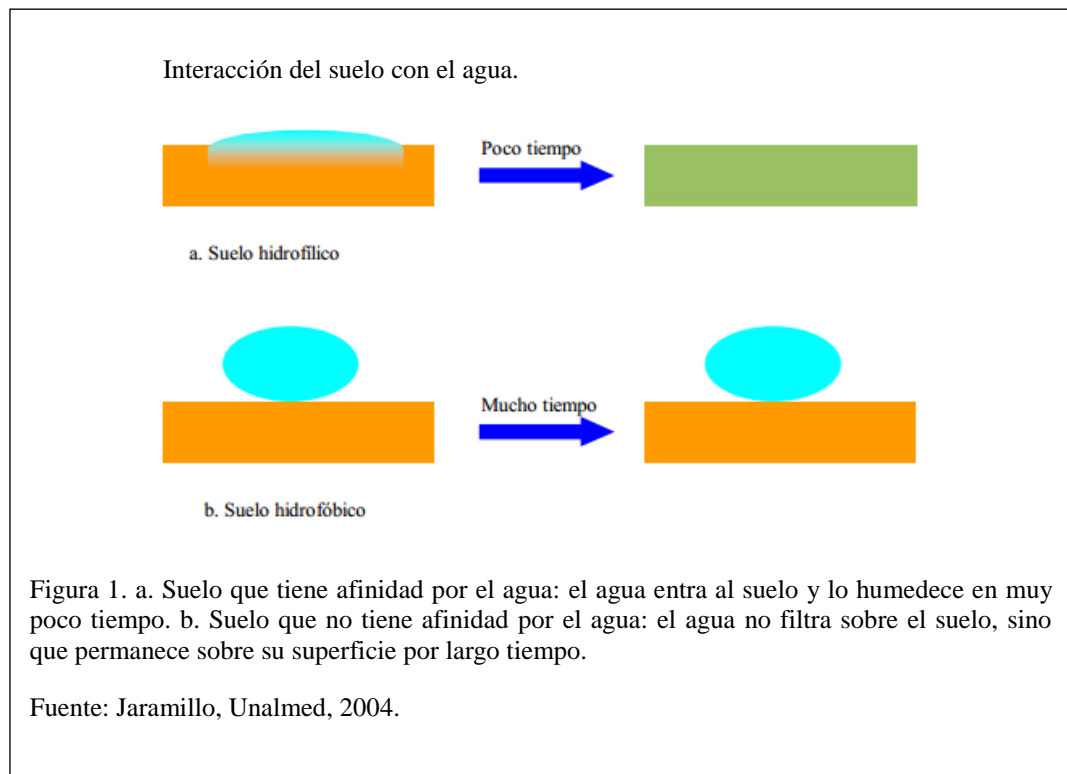 Interacción del suelo con el agua.
Poco tiempo
a. Suelo hidrofílico
Mucho tiempo
b. Suelo hidrofóbico
Figura 1. a. Suelo que tiene afinidad por el agua: el agua entra al suelo y lo humedece en muy
poco tiempo. b. Suelo que no tiene afinidad por el agua: el agua no filtra sobre el suelo, sino
que permanece sobre su superficie por largo tiempo.
Fuente: Jaramillo, Unalmed, 2004.